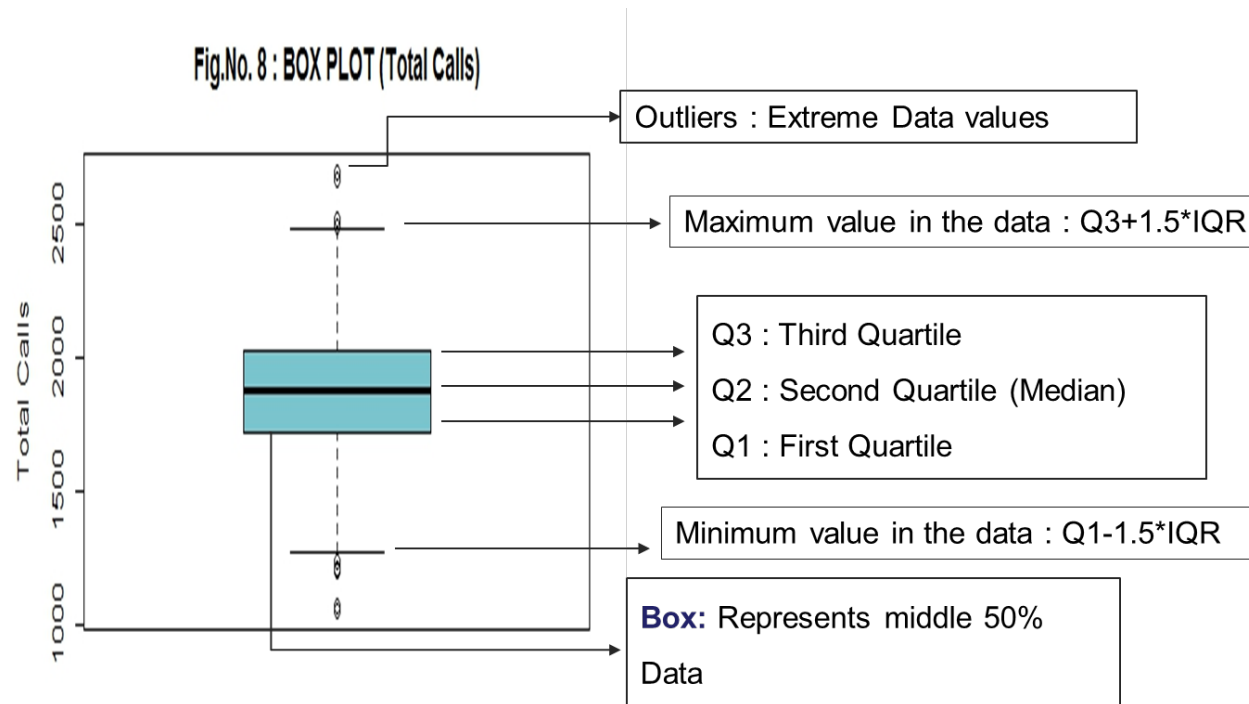 Fig.No. 8 : BOX PLOT (Total Calls)
Outliers : Extreme Data values
Maximum value in the data : Q3+1.5*IQR
Q3 : Third Quartile
Q2 : Second Quartile (Median)
Q1 : First Quartile
Minimum value in the data : Q1-1.5*IQR
Box: Represents middle 50%
Data
Total Calls
2500
2000
1500
1000